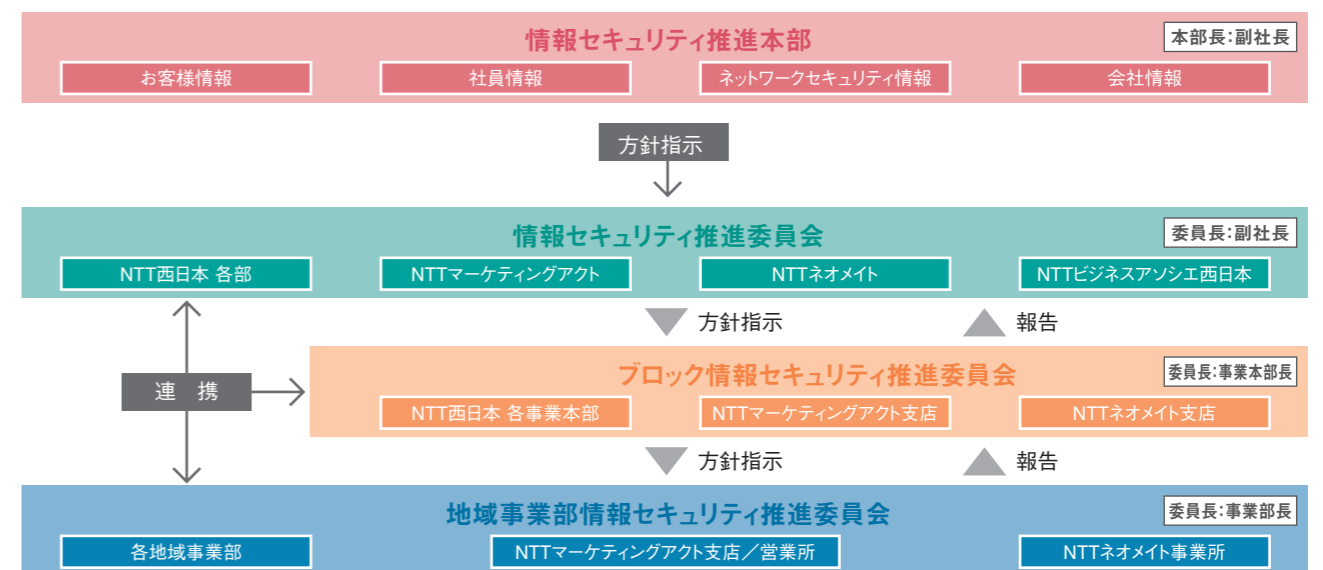 情報セキュリティ推進本部
本部長:副社長
お客様情報
社員情報
ネットワークセキュリティ情報
会社情報
方針指示
情報セキュリティ推進委員会
委員長:副社長
NTT西日本 各部
NTTマーケティングアクト
NTTネオメイト
NTTビジネスアソシエ西日本
方針指示
報告
連 携
ブロック情報セキュリティ推進委員会
委員長:事業本部長
NTT西日本 各事業本部
NTTマーケティングアクト支店
NTTネオメイト支店
方針指示
報告
地域事業部情報セキュリティ推進委員会
委員長:事業部長
各地域事業部
NTTマーケティングアクト支店／営業所
NTTネオメイト事業所